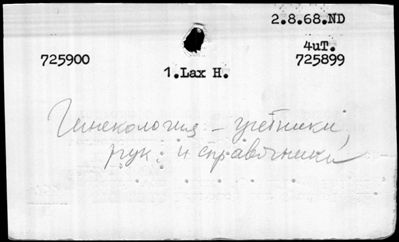 2.8.68.ND
4uT.
725900 725899
1.Lax H.
Гинекология – учебники,
рук. и справочники